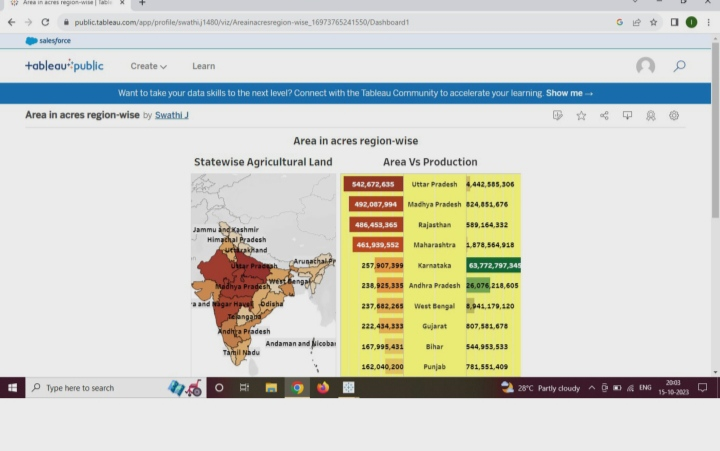 Area in acres region-wise | Tabl
public.tableau.com/app/profile/swathi.j1480/viz/Areainacresregion-wise_16973765241550/Dashboard1
salesforce
+ableau public Create Learn
Want to take your data skills to the next level? Connect with the Tableau Community to accelerate your learning. Show me →
Area in acres region-wise by Swathi J
Area in acres region-wise
Statewise Agricultural Land
Area Vs Production
Jammu and Kashmir
Himachal Pradesh
Uttarakhand
Uttar Pradesh
Arunachal Pr
West Bengal
Madhya Pradesh
a and Nagar Haveli
Odisha
Telangana
Andhra Pradesh
Andaman and Nicobar
Tamil Nadu
542,672,635 Uttar Pradesh 4,442,585,306
492,087,994 Madhya Pradesh 824,851,676
486,453,365 Rajasthan 589,164,332
461,939,552 Maharashtra 1,878,564,918
257,907,399 Karnataka 63,772,797,345
238,925,335 Andhra Pradesh 26,076,218,605
237,682,265 West Bengal 8,941,179,120
222,434,333 Gujarat 807,581,678
167,995,431 Bihar 544,953,533
162,040,200 Punjab 781,551,409
Type here to search
28°C Partly cloudy
ENG
20:03
15-10-2023